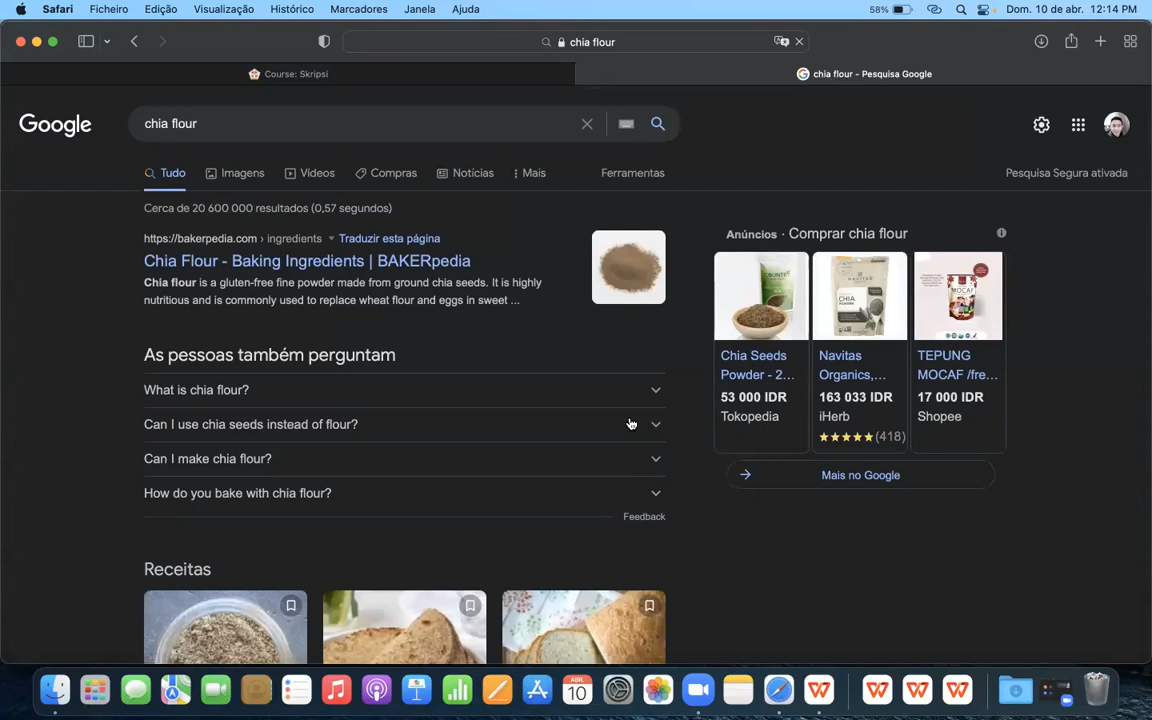 Safari Ficheiro Edição Visualização Histórico Marcadores Janela Ajuda 58% Dom. 10 de abr. 12:14 PM
chia flour
Course: Skripsi
chia flour - Pesquisa Google
Google
chia flour
Tudo Imagens Vídeos Compras Notícias Mais Ferramentas Pesquisa Segura ativada
Cerca de 20 600 000 resultados (0,57 segundos)
https://bakerpedia.com › ingredients Traduzir esta página
Chia Flour - Baking Ingredients | BAKERpedia
Chia flour is a gluten-free fine powder made from ground chia seeds. It is highly
nutritious and is commonly used to replace wheat flour and eggs in sweet ...
As pessoas também perguntam
What is chia flour?
Can I use chia seeds instead of flour?
Can I make chia flour?
How do you bake with chia flour?
Feedback
Receitas
Anúncios · Comprar chia flour
CHIA
MOCAF
Chia Seeds
Powder - 2...
53 000 IDR
Tokopedia
Navitas
Organics,...
163 033 IDR
iHerb
(418)
TEPUNG
MOCAF /fre...
17 000 IDR
Shopee
Mais no Google
ABR.
10